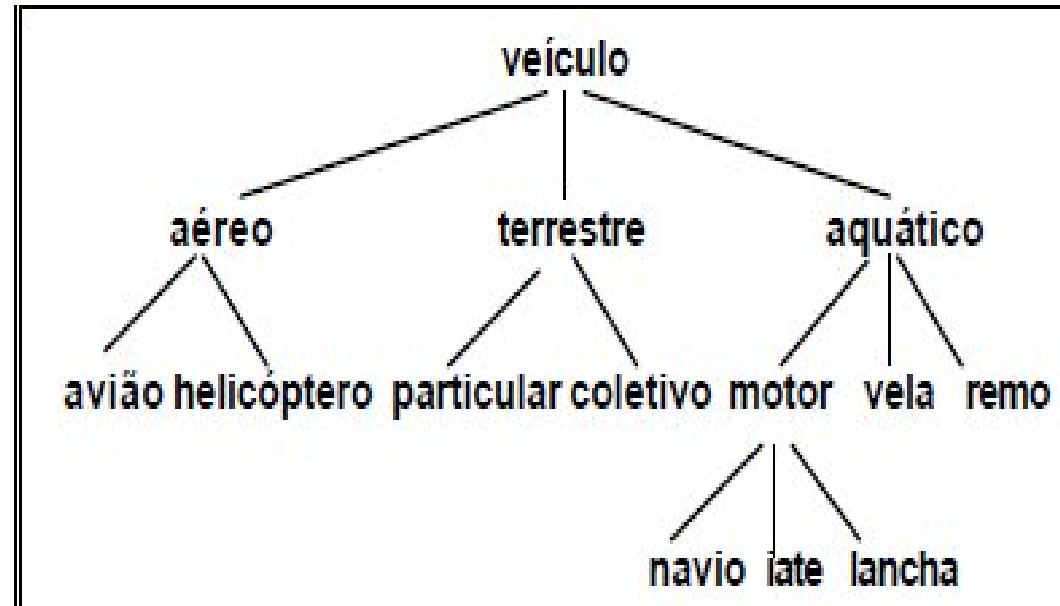 veículo
aéreo terrestre aquático
avião helicóptero particular coletivo motor vela remo
navio iate lancha